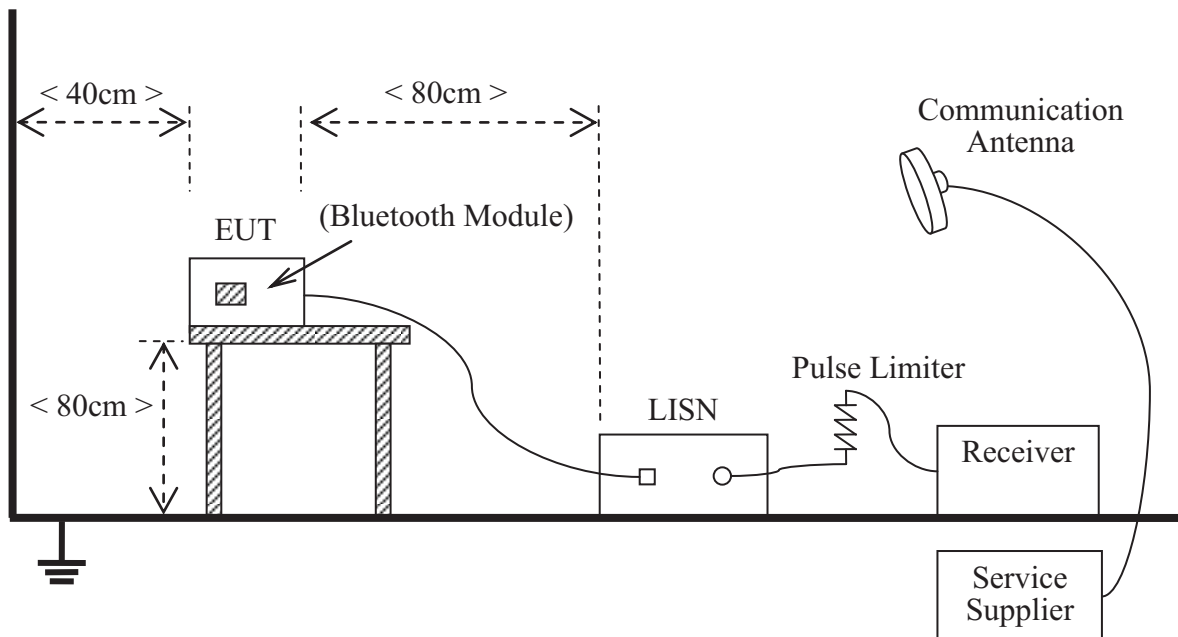 < 40cm >
< 80cm >
Communication
Antenna
EUT
(Bluetooth Module)
< 80cm >
LISN
Pulse Limiter
Receiver
Service
Supplier